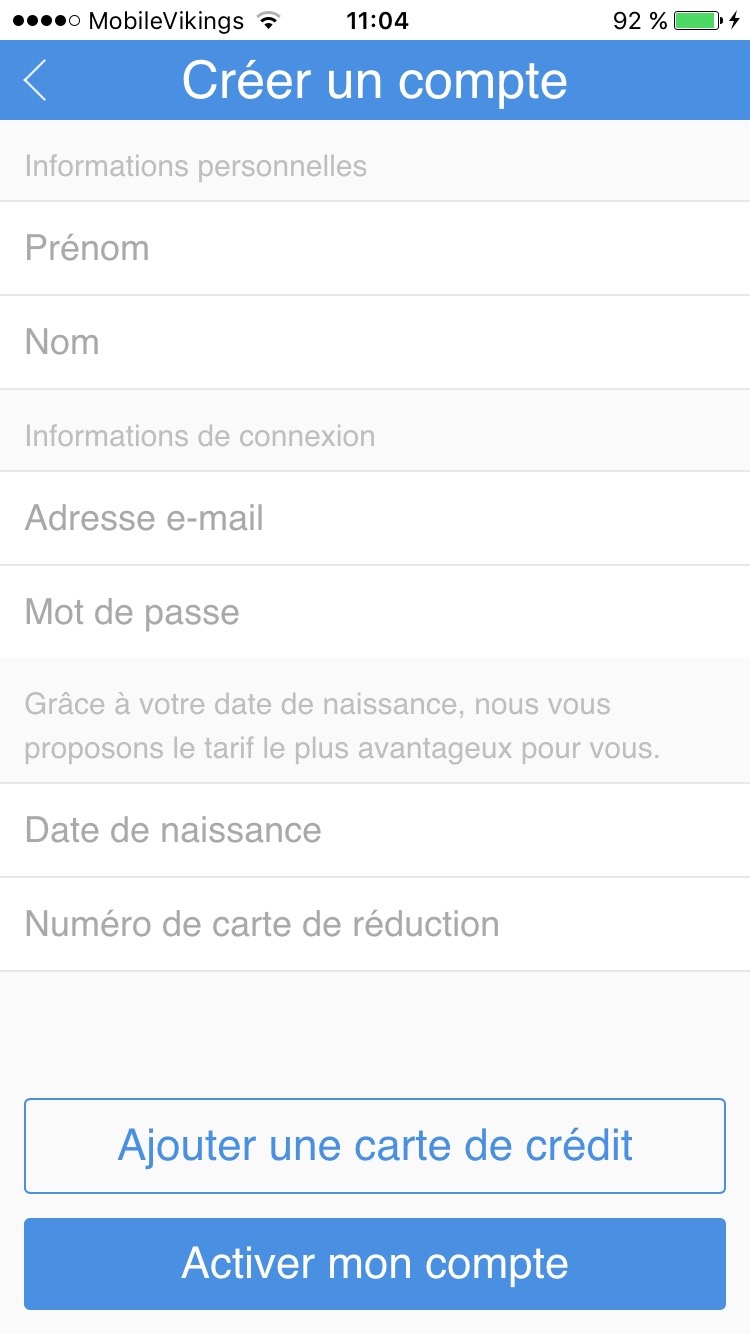 MobileVikings 11:04 92 %
Créer un compte
Informations personnelles
Prénom
Nom
Informations de connexion
Adresse e-mail
Mot de passe
Grâce à votre date de naissance, nous vous
proposons le tarif le plus avantageux pour vous.
Date de naissance
Numéro de carte de réduction
Ajouter une carte de crédit
Activer mon compte